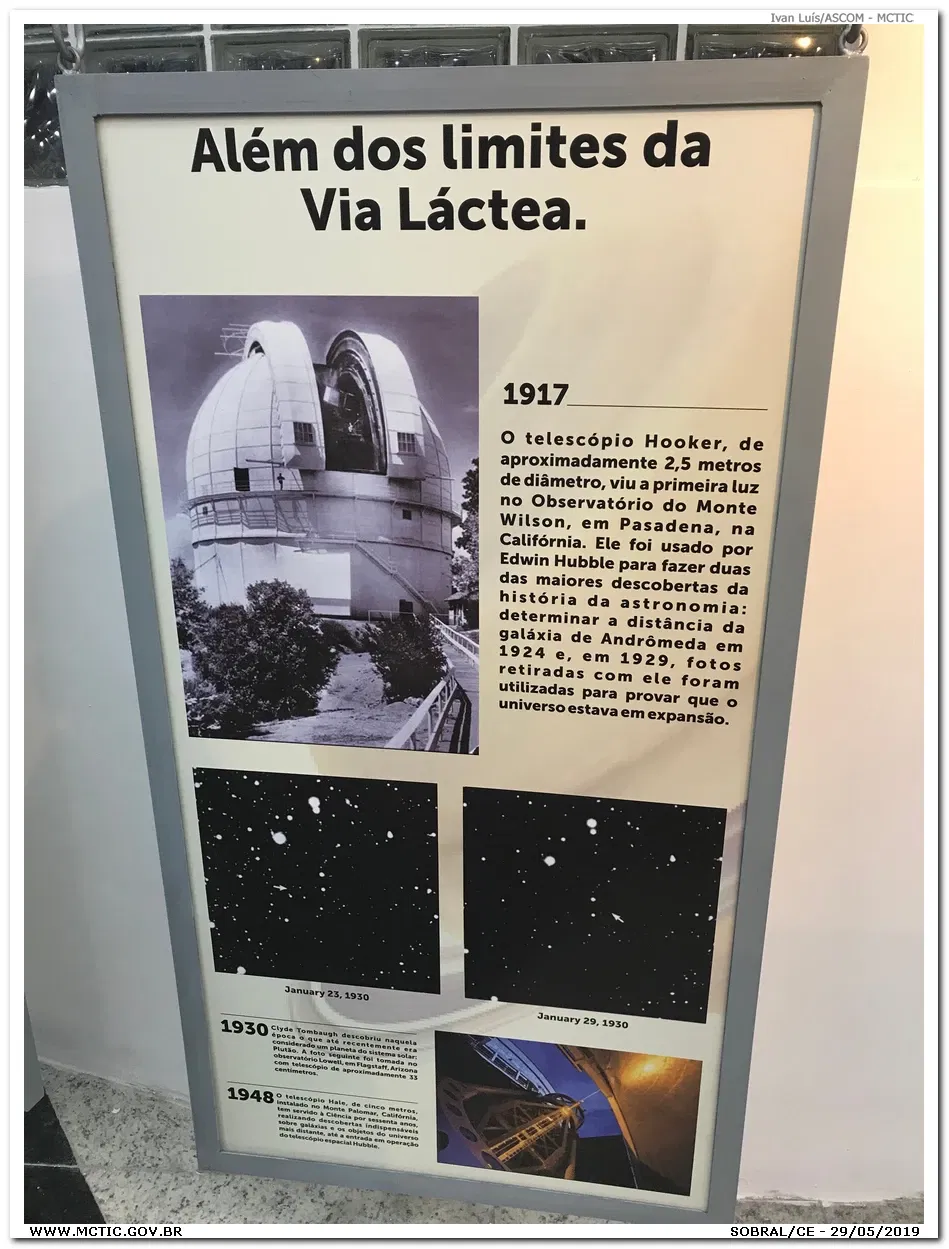 Ivan Luís/ASCOM - MCTIC
Além dos limites da
Via Láctea.
1917
O telescópio Hooker, de
aproximadamente 2,5 metros
de diâmetro, viu a primeira luz
no Observatório do Monte
Wilson, em Pasadena, na
Califórnia. Ele foi usado por
Edwin Hubble para fazer duas
das maiores descobertas da
história da astronomia:
determinar a distância da
galáxia de Andrômeda em
1924 e, em 1929, fotos
retiradas com ele foram
utilizadas para provar que o
universo estava em expansão.
January 23, 1930
January 29, 1930
1930
Clyde Tombaugh descobriu naquela
época o que até recentemente era
considerado um planeta do sistema solar:
Plutão. A foto seguinte foi tomada no
observatório Lowell, em Flagstaff, Arizona
com telescópio de aproximadamente 33
centímetros.
1948
O telescópio Hale, de cinco metros,
instalado no Monte Palomar, Califórnia,
tem servido à Ciência por sessenta anos,
realizando descobertas indispensáveis
sobre galáxias e os objetos do universo
mais distante, até a entrada em operação
do telescópio espacial Hubble.
WWW.MCTIC.GOV.BR
SOBRAL/CE - 29/05/2019